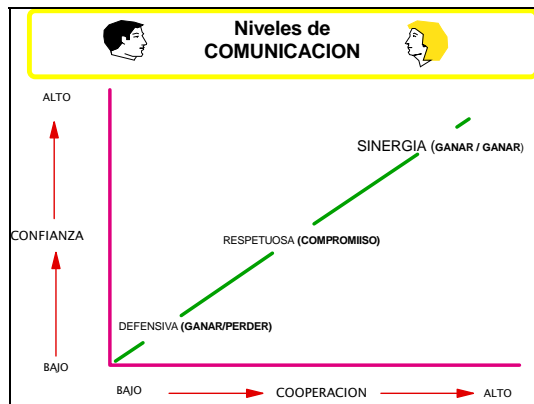 Niveles de
COMUNICACION
ALTO
SINERGIA (GANAR / GANAR)
CONFIANZA
RESPETUOSA (COMPROMIISO)
DEFENSIVA (GANAR/PERDER)
BAJO
BAJO COOPERACION ALTO